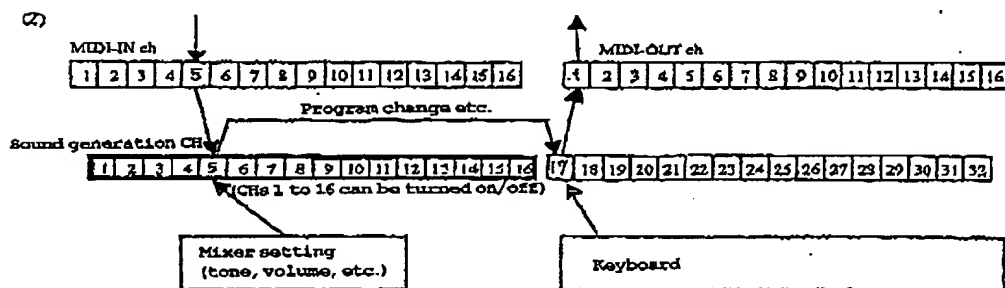 2)
MIDI-IN ch
1 2 3 4 5 6 7 8 9 10 11 12 13 14 15 16
MIDI-OUT ch
1 2 3 4 5 6 7 8 9 10 11 12 13 14 15 16
Program change etc.
Sound generation CH
1 2 3 4 5 6 7 8 9 10 11 12 13 14 15 16
17 18 19 20 21 22 23 24 25 26 27 28 29 30 31 32
(CHs 1 to 16 can be turned on/off)
Mixer setting
(tone, volume, etc.)
Keyboard